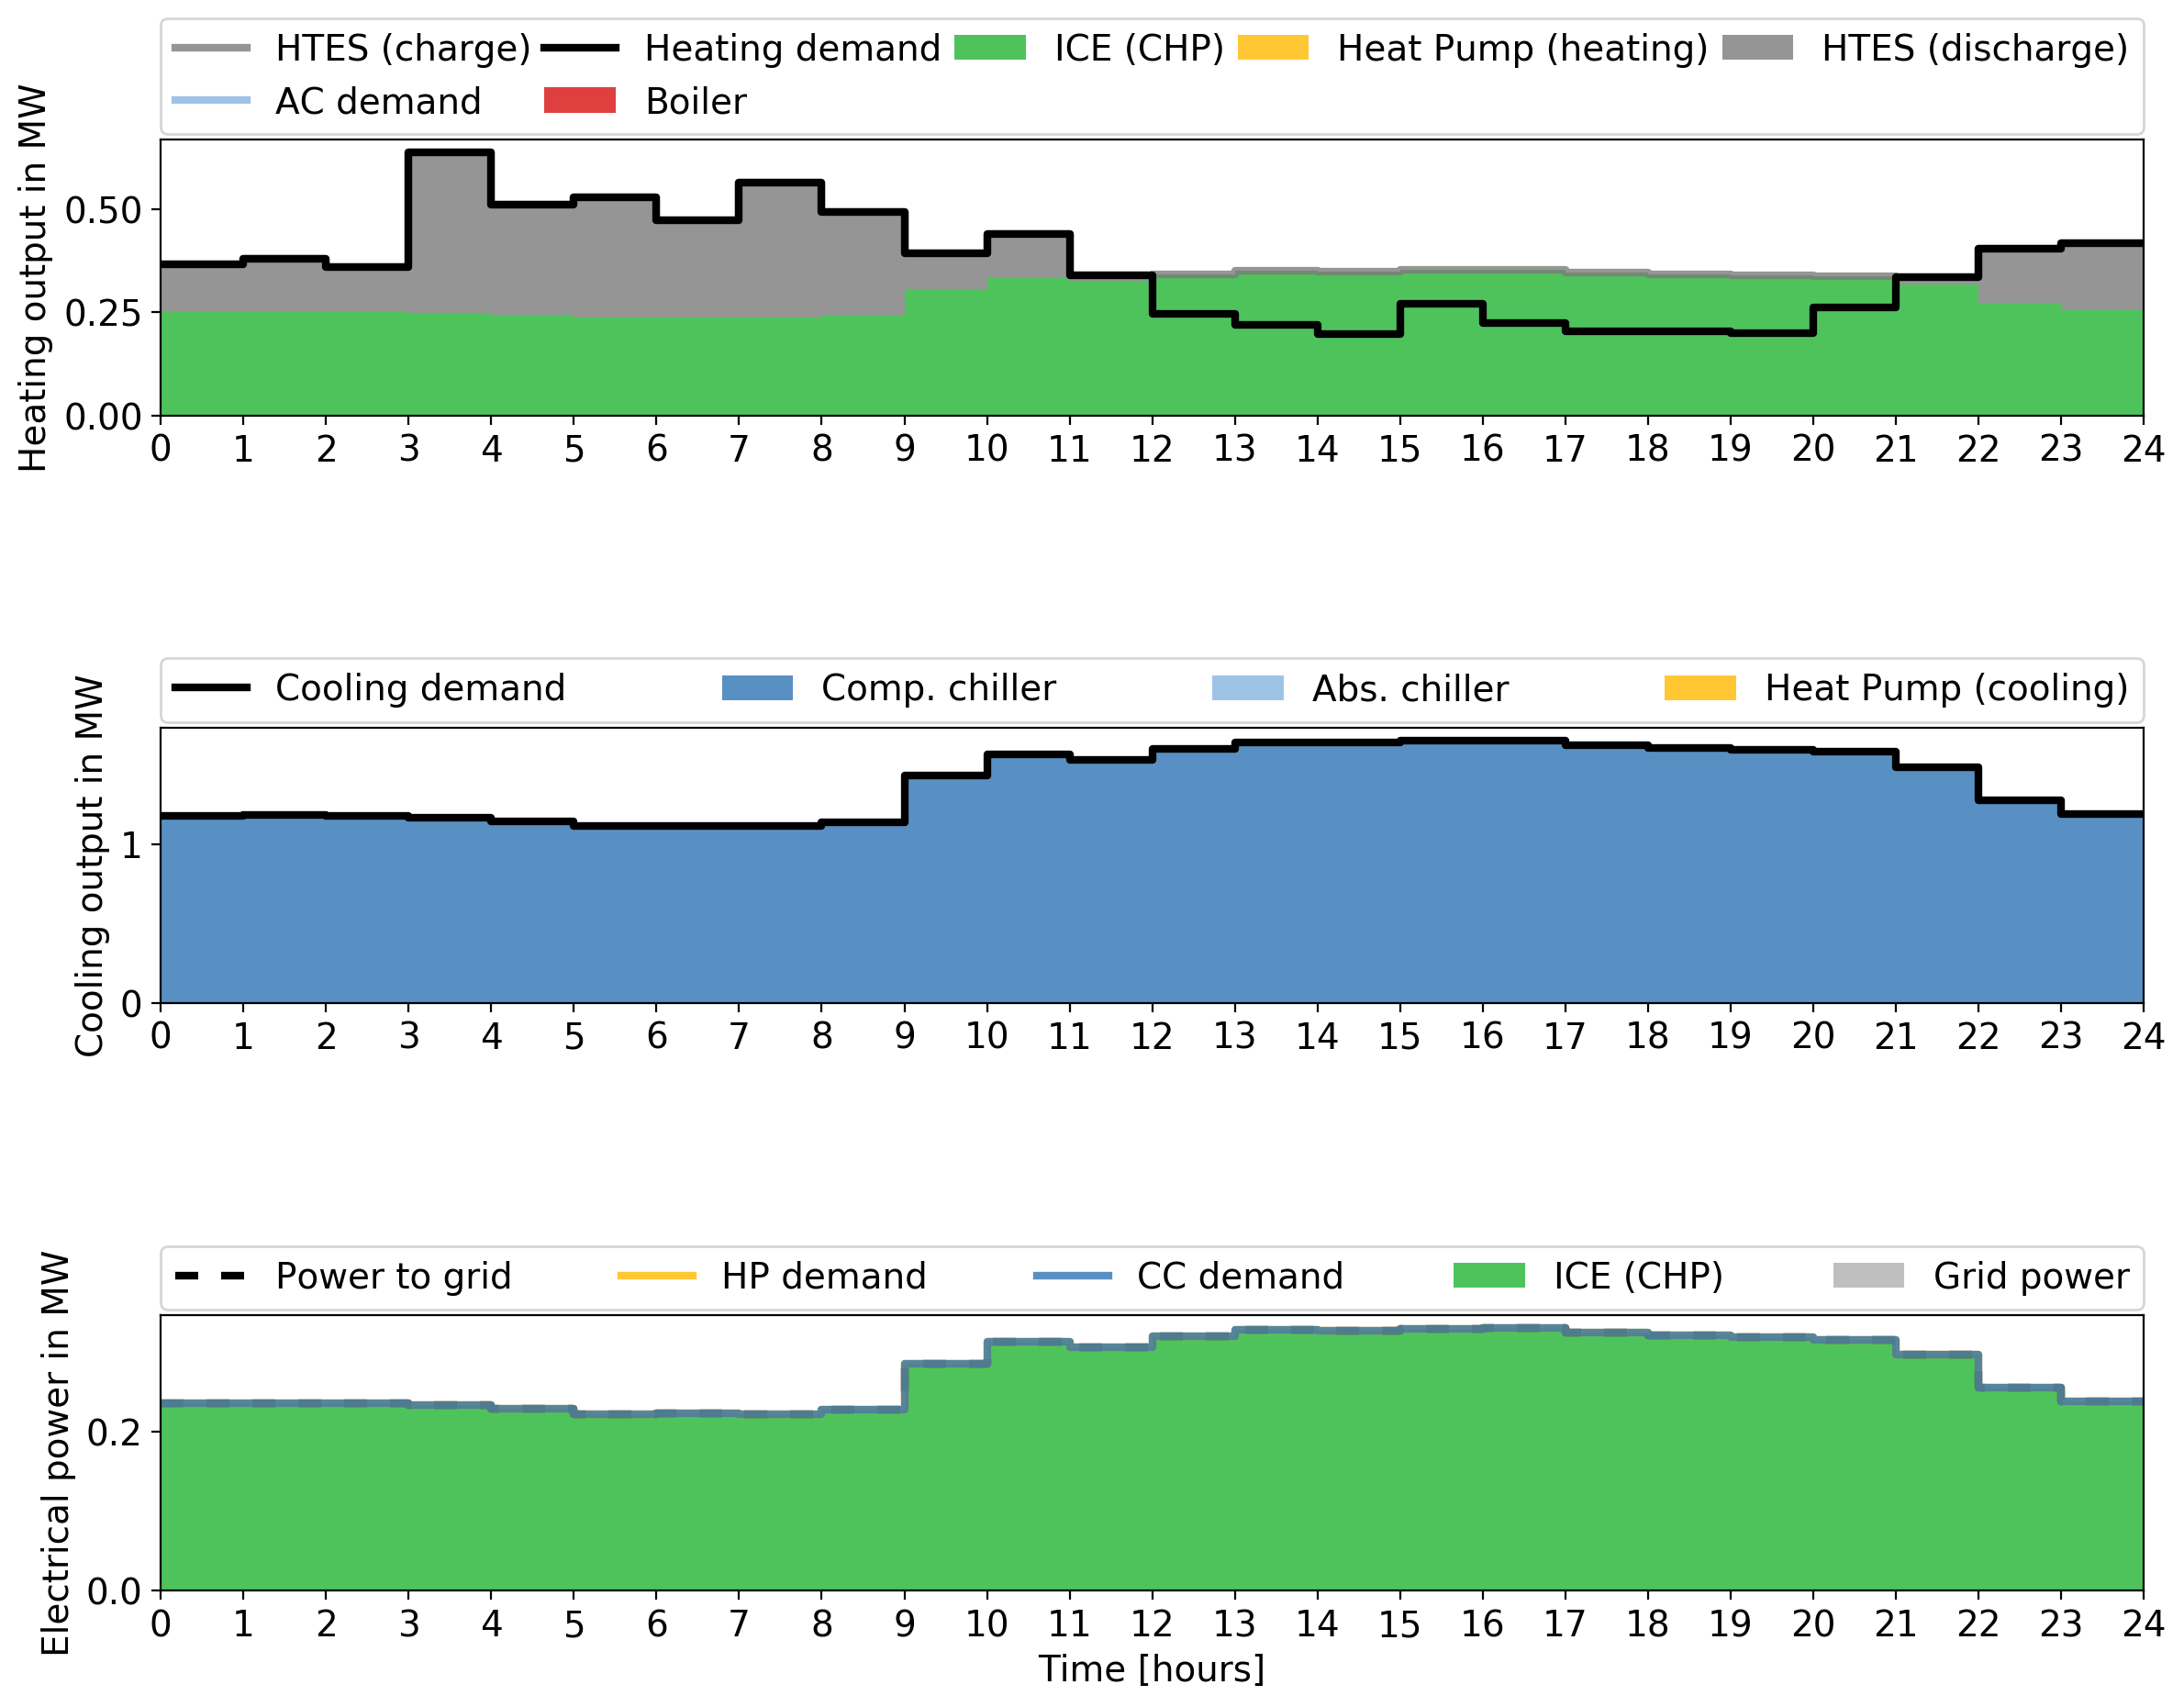 HTES (charge) Heating demand ICE (CHP) Heat Pump (heating) HTES (discharge)
AC demand Boiler
Heating output in MW
0.50
0.25
0.00
0 1 2 3 4 5 6 7 8 9 10 11 12 13 14 15 16 17 18 19 20 21 22 23 24
Cooling demand Comp. chiller Abs. chiller Heat Pump (cooling)
Cooling output in MW
1
0
0 1 2 3 4 5 6 7 8 9 10 11 12 13 14 15 16 17 18 19 20 21 22 23 24
Power to grid HP demand CC demand ICE (CHP) Grid power
Electrical power in MW
0.2
0.0
0 1 2 3 4 5 6 7 8 9 10 11 12 13 14 15 16 17 18 19 20 21 22 23 24
Time [hours]